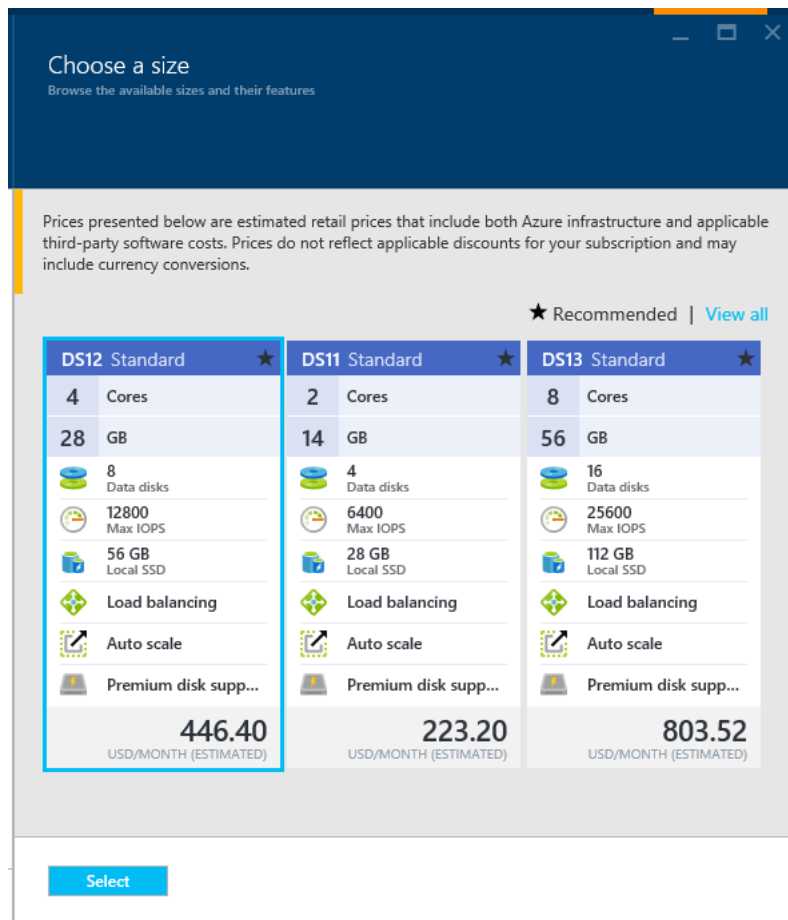 Choose a size
Browse the available sizes and their features
Prices presented below are estimated retail prices that include both Azure infrastructure and applicable
third-party software costs. Prices do not reflect applicable discounts for your subscription and may
include currency conversions.
★ Recommended | View all
DS12 Standard ★
4 Cores
28 GB
8
Data disks
12800
Max IOPS
56 GB
Local SSD
Load balancing
Auto scale
Premium disk supp...
446.40
USD/MONTH (ESTIMATED)
DS11 Standard ★
2 Cores
14 GB
4
Data disks
6400
Max IOPS
28 GB
Local SSD
Load balancing
Auto scale
Premium disk supp...
223.20
USD/MONTH (ESTIMATED)
DS13 Standard ★
8 Cores
56 GB
16
Data disks
25600
Max IOPS
112 GB
Local SSD
Load balancing
Auto scale
Premium disk supp...
803.52
USD/MONTH (ESTIMATED)
Select